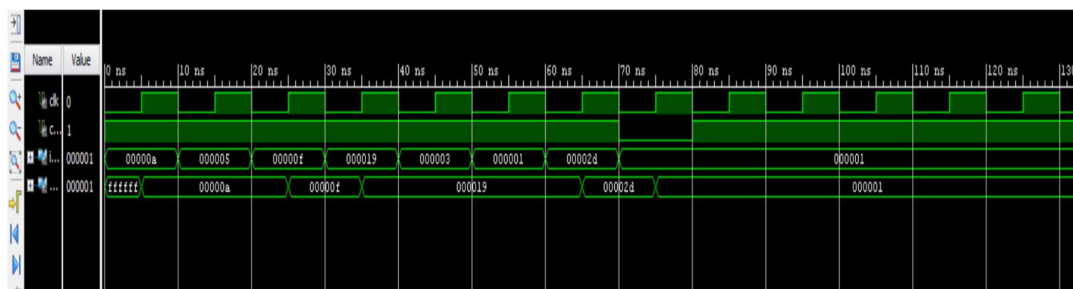 Name Value
0 ns 10 ns 20 ns 30 ns 40 ns 50 ns 60 ns 70 ns 80 ns 90 ns 100 ns 110 ns 120 ns 130
clk 0
c... 1
i... 000001 00000a 000005 00000f 000019 000003 000001 00002d 000001
... 000001 ffffff 00000a 00000f 000019 00002d 000001